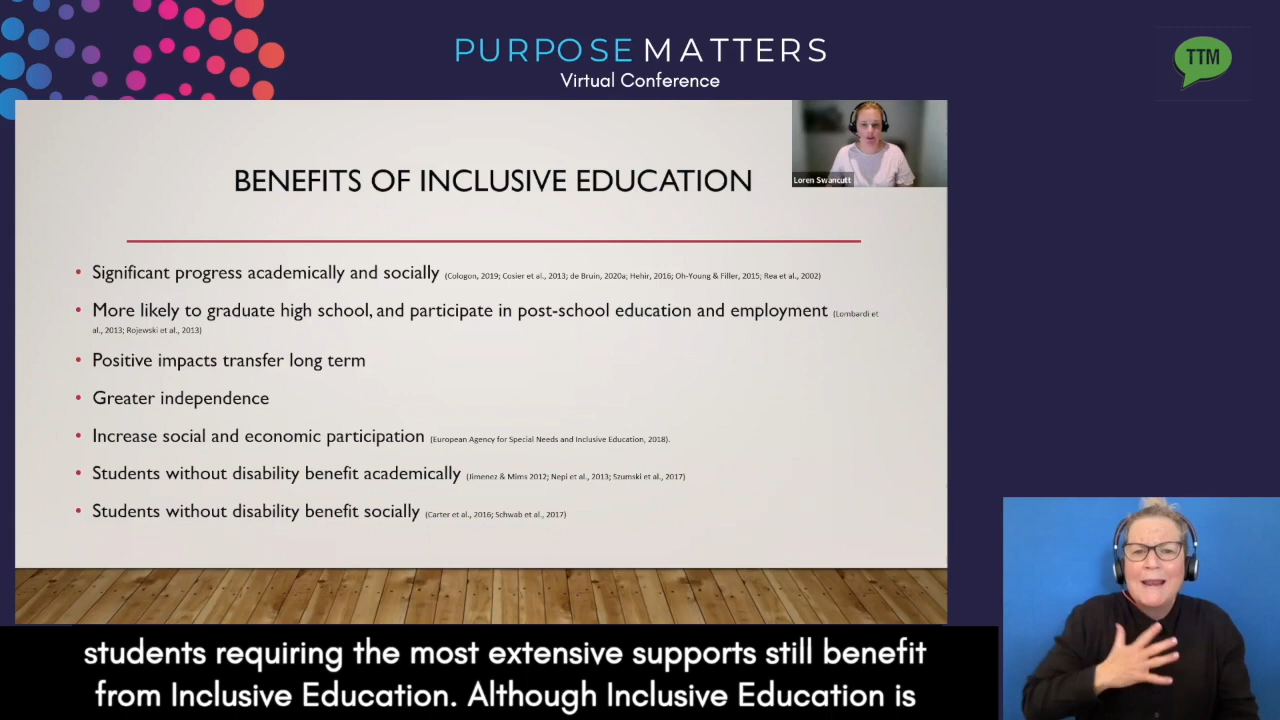 PURPOSE MATTERS
Virtual Conference
TTM
Loren Swancutt
BENEFITS OF INCLUSIVE EDUCATION
• Significant progress academically and socially (Cologon, 2019; Cosier et al., 2013; de Bruin, 2020a; Hehir, 2016; Oh-Young & Filler, 2015; Rea et al., 2002)
• More likely to graduate high school, and participate in post-school education and employment (Lombardi et
al., 2013; Rojewski et al., 2013)
• Positive impacts transfer long term
• Greater independence
• Increase social and economic participation (European Agency for Special Needs and Inclusive Education, 2018).
• Students without disability benefit academically (Jimenez & Mims 2012; Nepi et al., 2013; Szumski et al., 2017)
• Students without disability benefit socially (Carter et al., 2016; Schwab et al., 2017)
students requiring the most extensive supports still benefit
from Inclusive Education. Although Inclusive Education is